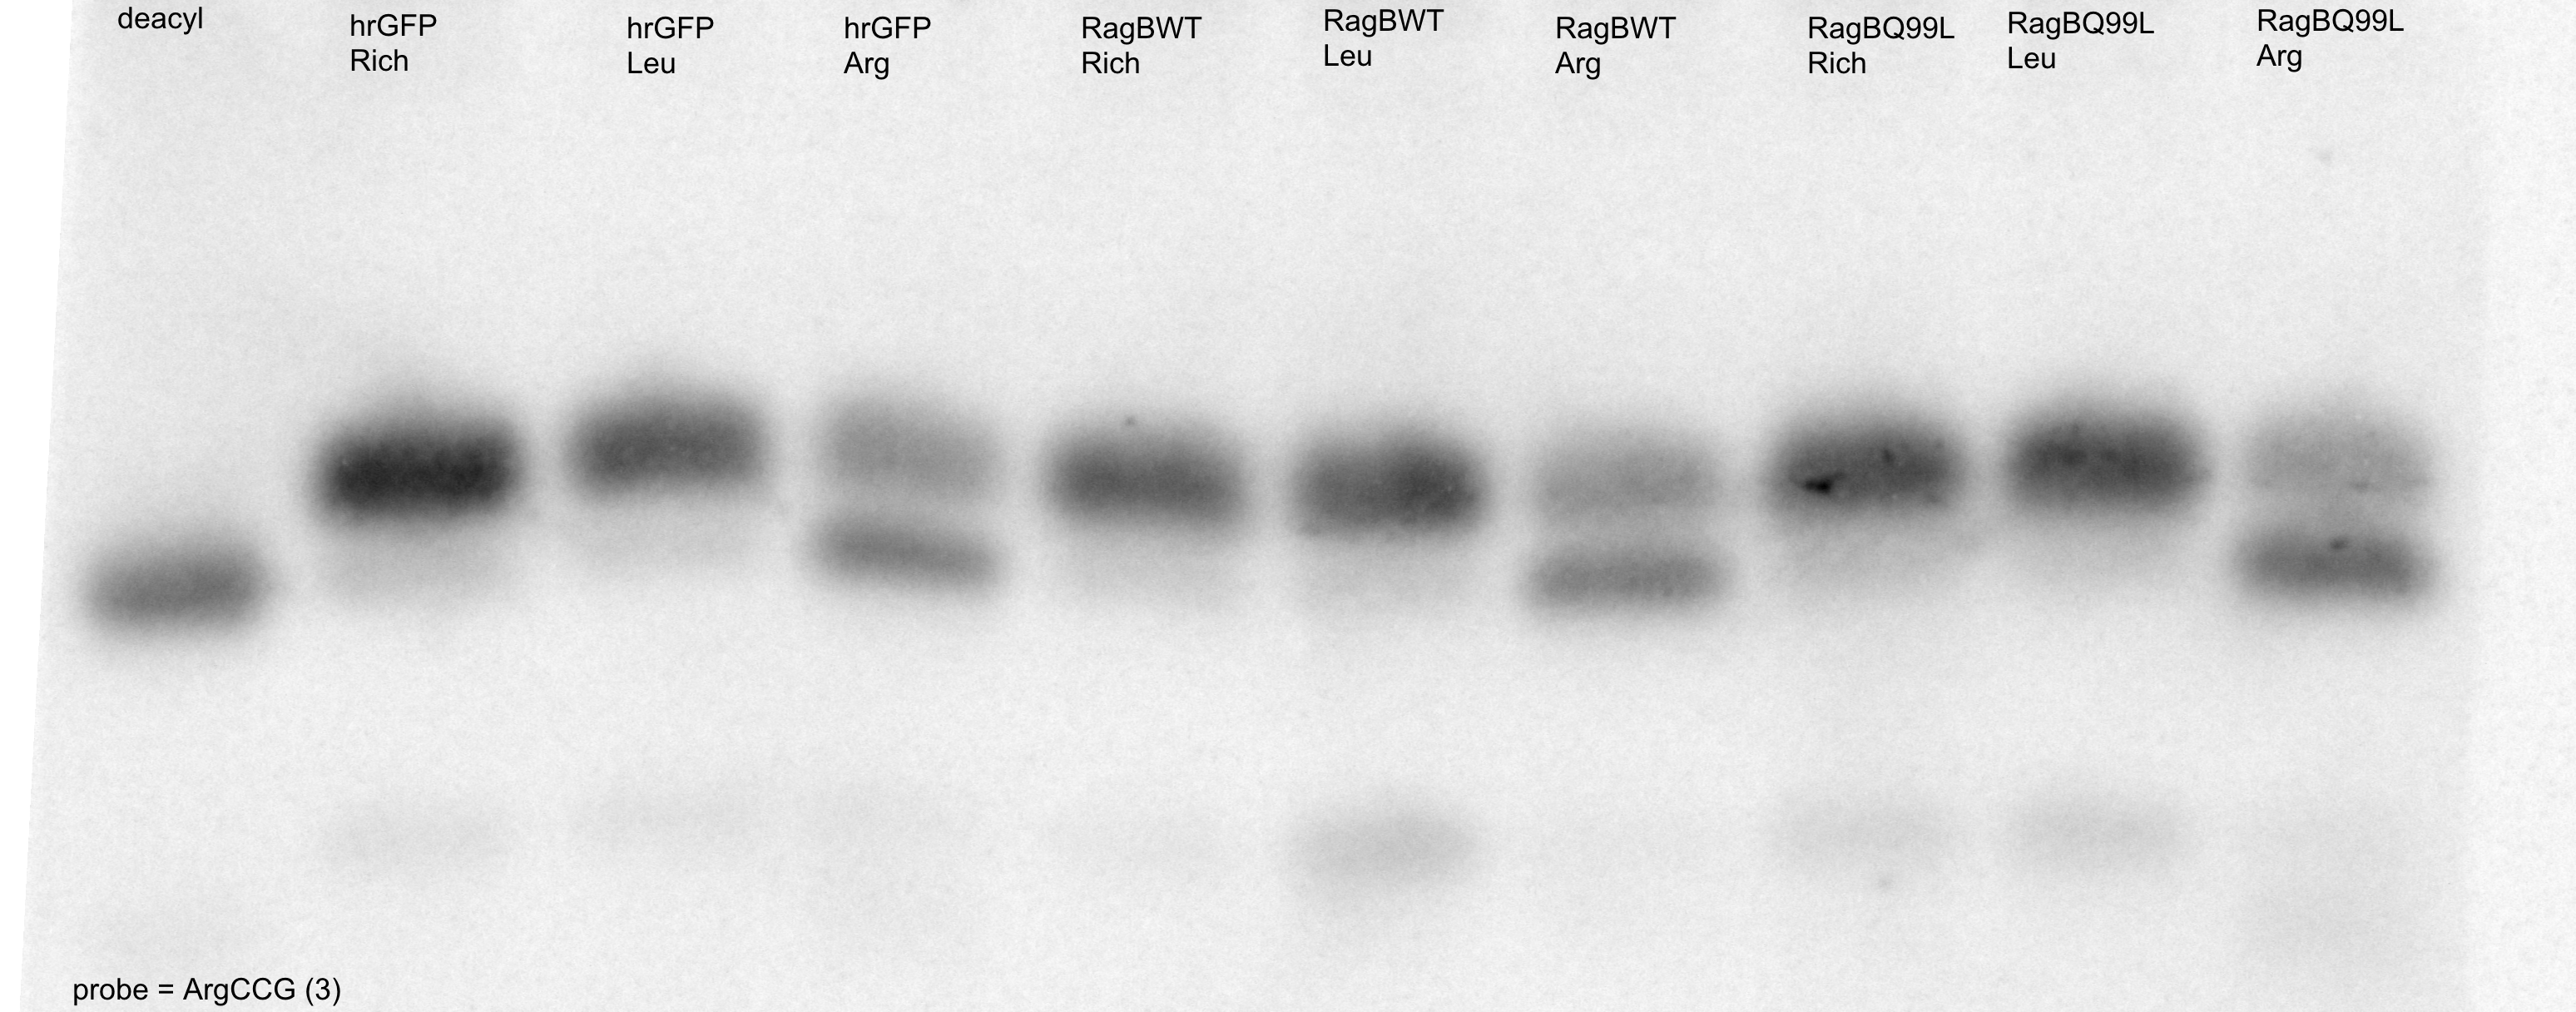 deacyl
hrGFP
Rich
hrGFP
Leu
hrGFP
Arg
RagBWT
Rich
RagBWT
Leu
RagBWT
Arg
RagBQ99L
Rich
RagBQ99L
Leu
RagBQ99L
Arg
probe = ArgCCG (3)